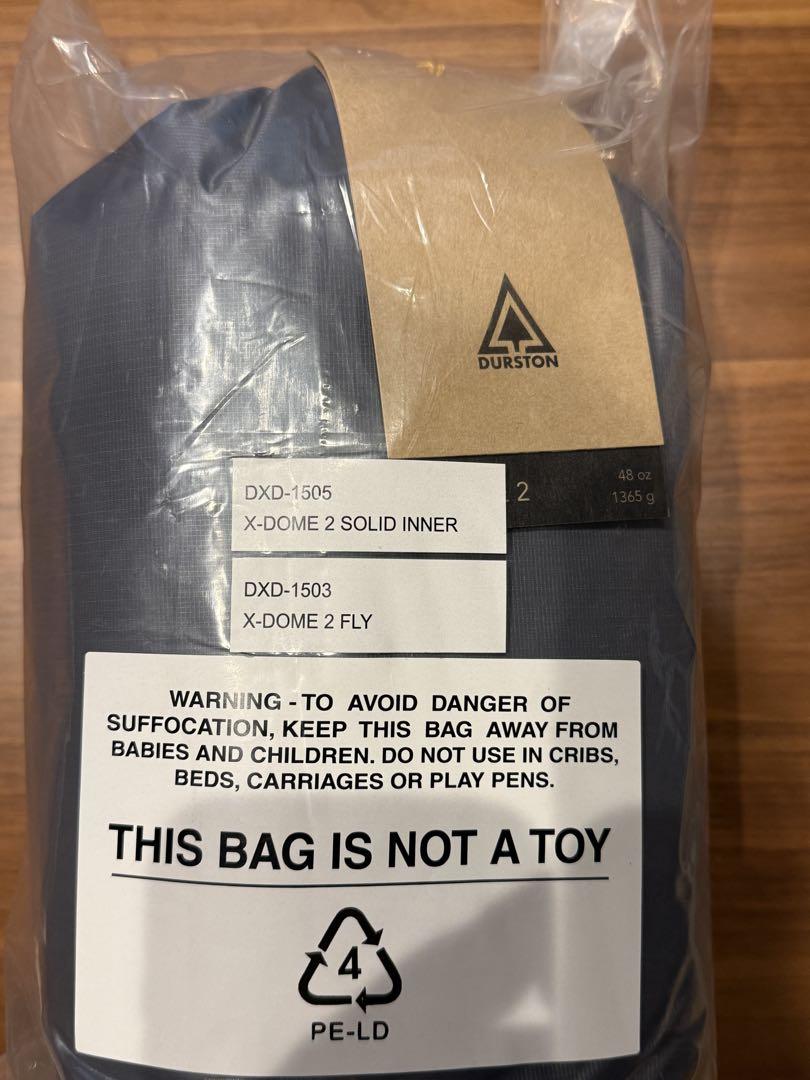 DURSTON
2
48 oz
1365 g
DXD-1505
X-DOME 2 SOLID INNER
DXD-1503
X-DOME 2 FLY
WARNING - TO AVOID DANGER OF
SUFFOCATION, KEEP THIS BAG AWAY FROM
BABIES AND CHILDREN. DO NOT USE IN CRIBS,
BEDS, CARRIAGES OR PLAY PENS.
THIS BAG IS NOT A TOY
4
PE-LD